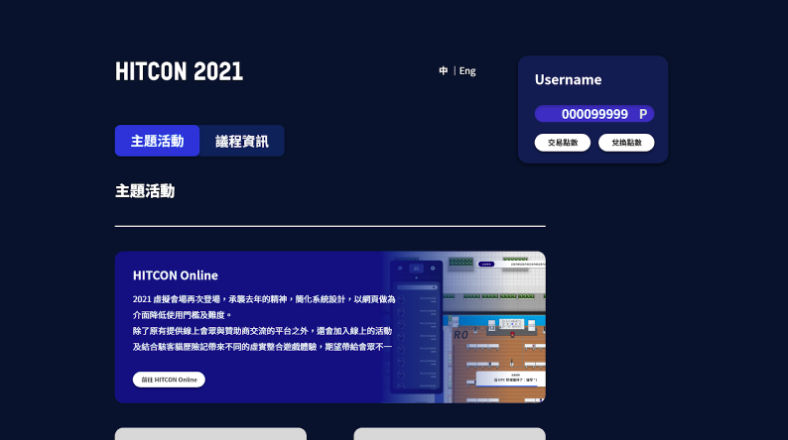 HITCON 2021
中 | Eng
Username
000099999 P
交易點數 兌換點數
主題活動 議程資訊
主題活動
HITCON Online
2021 虛擬會場再次登場，承襲去年的精神，簡化系統設計，以網頁做為
介面降低使用門檻及難度。
除了原有提供線上會眾與贊助商交流的平台之外，還會加入線上的活動
及結合駭客貓歷險記帶來不同的虛實整合遊戲體驗，期望帶給會眾不一
前往 HITCON Online